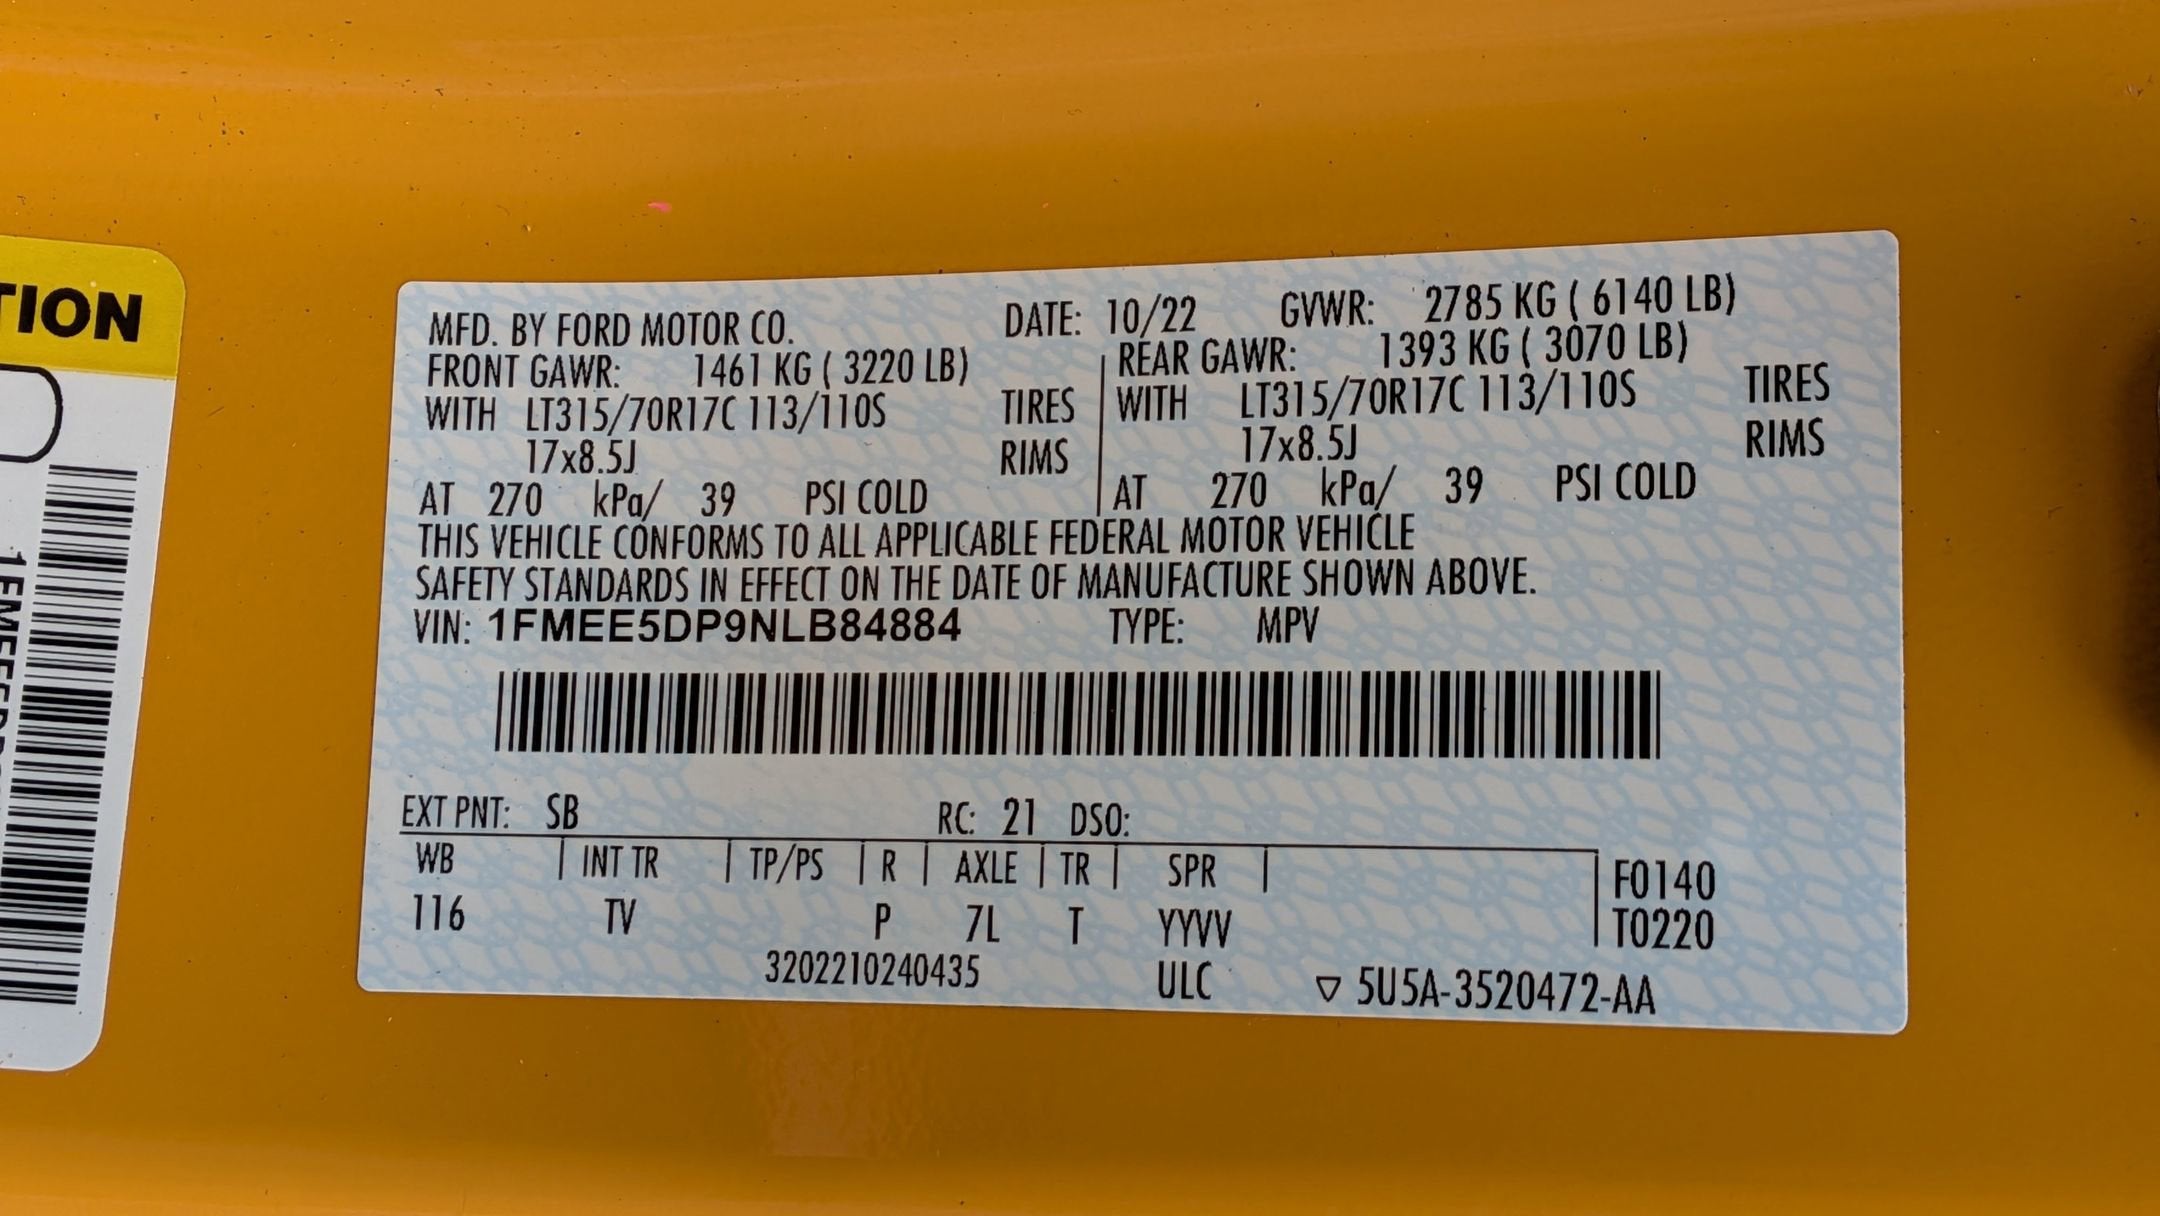 TION
1FMEE5D
MFD. BY FORD MOTOR CO. DATE: 10/22 GVWR: 2785 KG ( 6140 LB)
FRONT GAWR: 1461 KG ( 3220 LB) REAR GAWR: 1393 KG ( 3070 LB)
WITH LT315/70R17C 113/110S TIRES WITH LT315/70R17C 113/110S TIRES
17x8.5J RIMS 17x8.5J RIMS
AT 270 kPa/ 39 PSI COLD AT 270 kPa/ 39 PSI COLD
THIS VEHICLE CONFORMS TO ALL APPLICABLE FEDERAL MOTOR VEHICLE
SAFETY STANDARDS IN EFFECT ON THE DATE OF MANUFACTURE SHOWN ABOVE.
VIN: 1FMEE5DP9NLB84884 TYPE: MPV
EXT PNT: SB RC: 21 DSO:
WB INT TR TP/PS R AXLE TR SPR F0140
116 TV P 7L T YYVV T0220
3202210240435 ULC ▽ 5U5A-3520472-AA